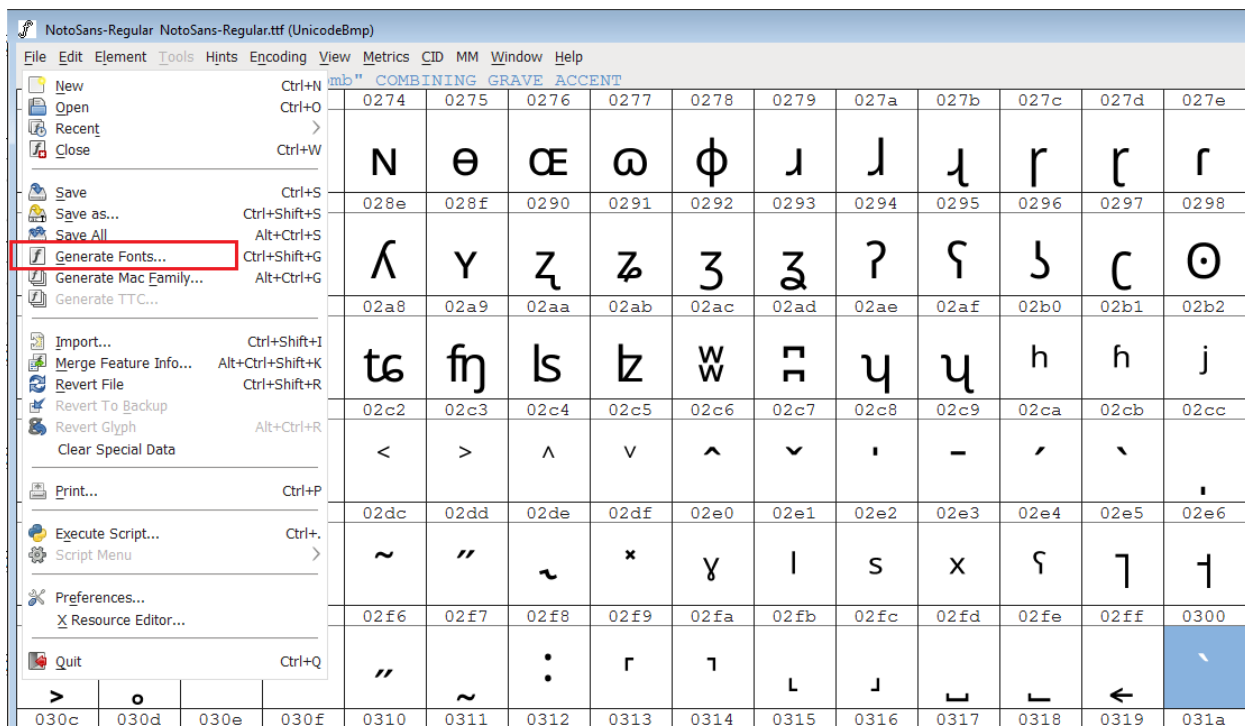 NotoSans-Regular NotoSans-Regular.ttf (UnicodeBmp)
File Edit Element Tools Hints Encoding View Metrics CID MM Window Help
mb" COMBINING GRAVE ACCENT
New Ctrl+N
Open Ctrl+O
Recent
Close Ctrl+W
Save Ctrl+S
Save as... Ctrl+Shift+S
Save All Alt+Ctrl+S
Generate Fonts... Ctrl+Shift+G
Generate Mac Family... Alt+Ctrl+G
Generate TTC...
Import... Ctrl+Shift+I
Merge Feature Info... Alt+Ctrl+Shift+K
Revert File Ctrl+Shift+R
Revert To Backup
Revert Glyph Alt+Ctrl+R
Clear Special Data
Print... Ctrl+P
Execute Script... Ctrl+.
Script Menu
Preferences...
X Resource Editor...
Quit Ctrl+Q
0274 0275 0276 0277 0278 0279 027a 027b 027c 027d 027e
ɴ ɵ ɶ ɷ ɸ ɹ ɺ ɻ ɼ ɽ ɾ
028e 028f 0290 0291 0292 0293 0294 0295 0296 0297 0298
ʎ ʏ ʐ ʑ ʒ ʓ ʔ ʕ ʖ ʗ ʘ
02a8 02a9 02aa 02ab 02ac 02ad 02ae 02af 02b0 02b1 02b2
ʨ ʩ ʪ ʫ ʬ ʭ ʮ ʯ ʰ ʱ ʲ
02c2 02c3 02c4 02c5 02c6 02c7 02c8 02c9 02ca 02cb 02cc
˂ ˃ ˄ ˅ ˆ ˇ ˈ ˉ ˊ ˋ ˌ
02dc 02dd 02de 02df 02e0 02e1 02e2 02e3 02e4 02e5 02e6
˜ ˝ ˞ ˟ ˠ ˡ ˢ ˣ ˤ ˥ ˦
02f6 02f7 02f8 02f9 02fa 02fb 02fc 02fd 02fe 02ff 0300
˲ ˳ ˶ ˷ ˸ ˹ ˺ ˻ ˼ ˽ ˾ ˿ ̀
030c 030d 030e 030f 0310 0311 0312 0313 0314 0315 0316 0317 0318 0319 031a